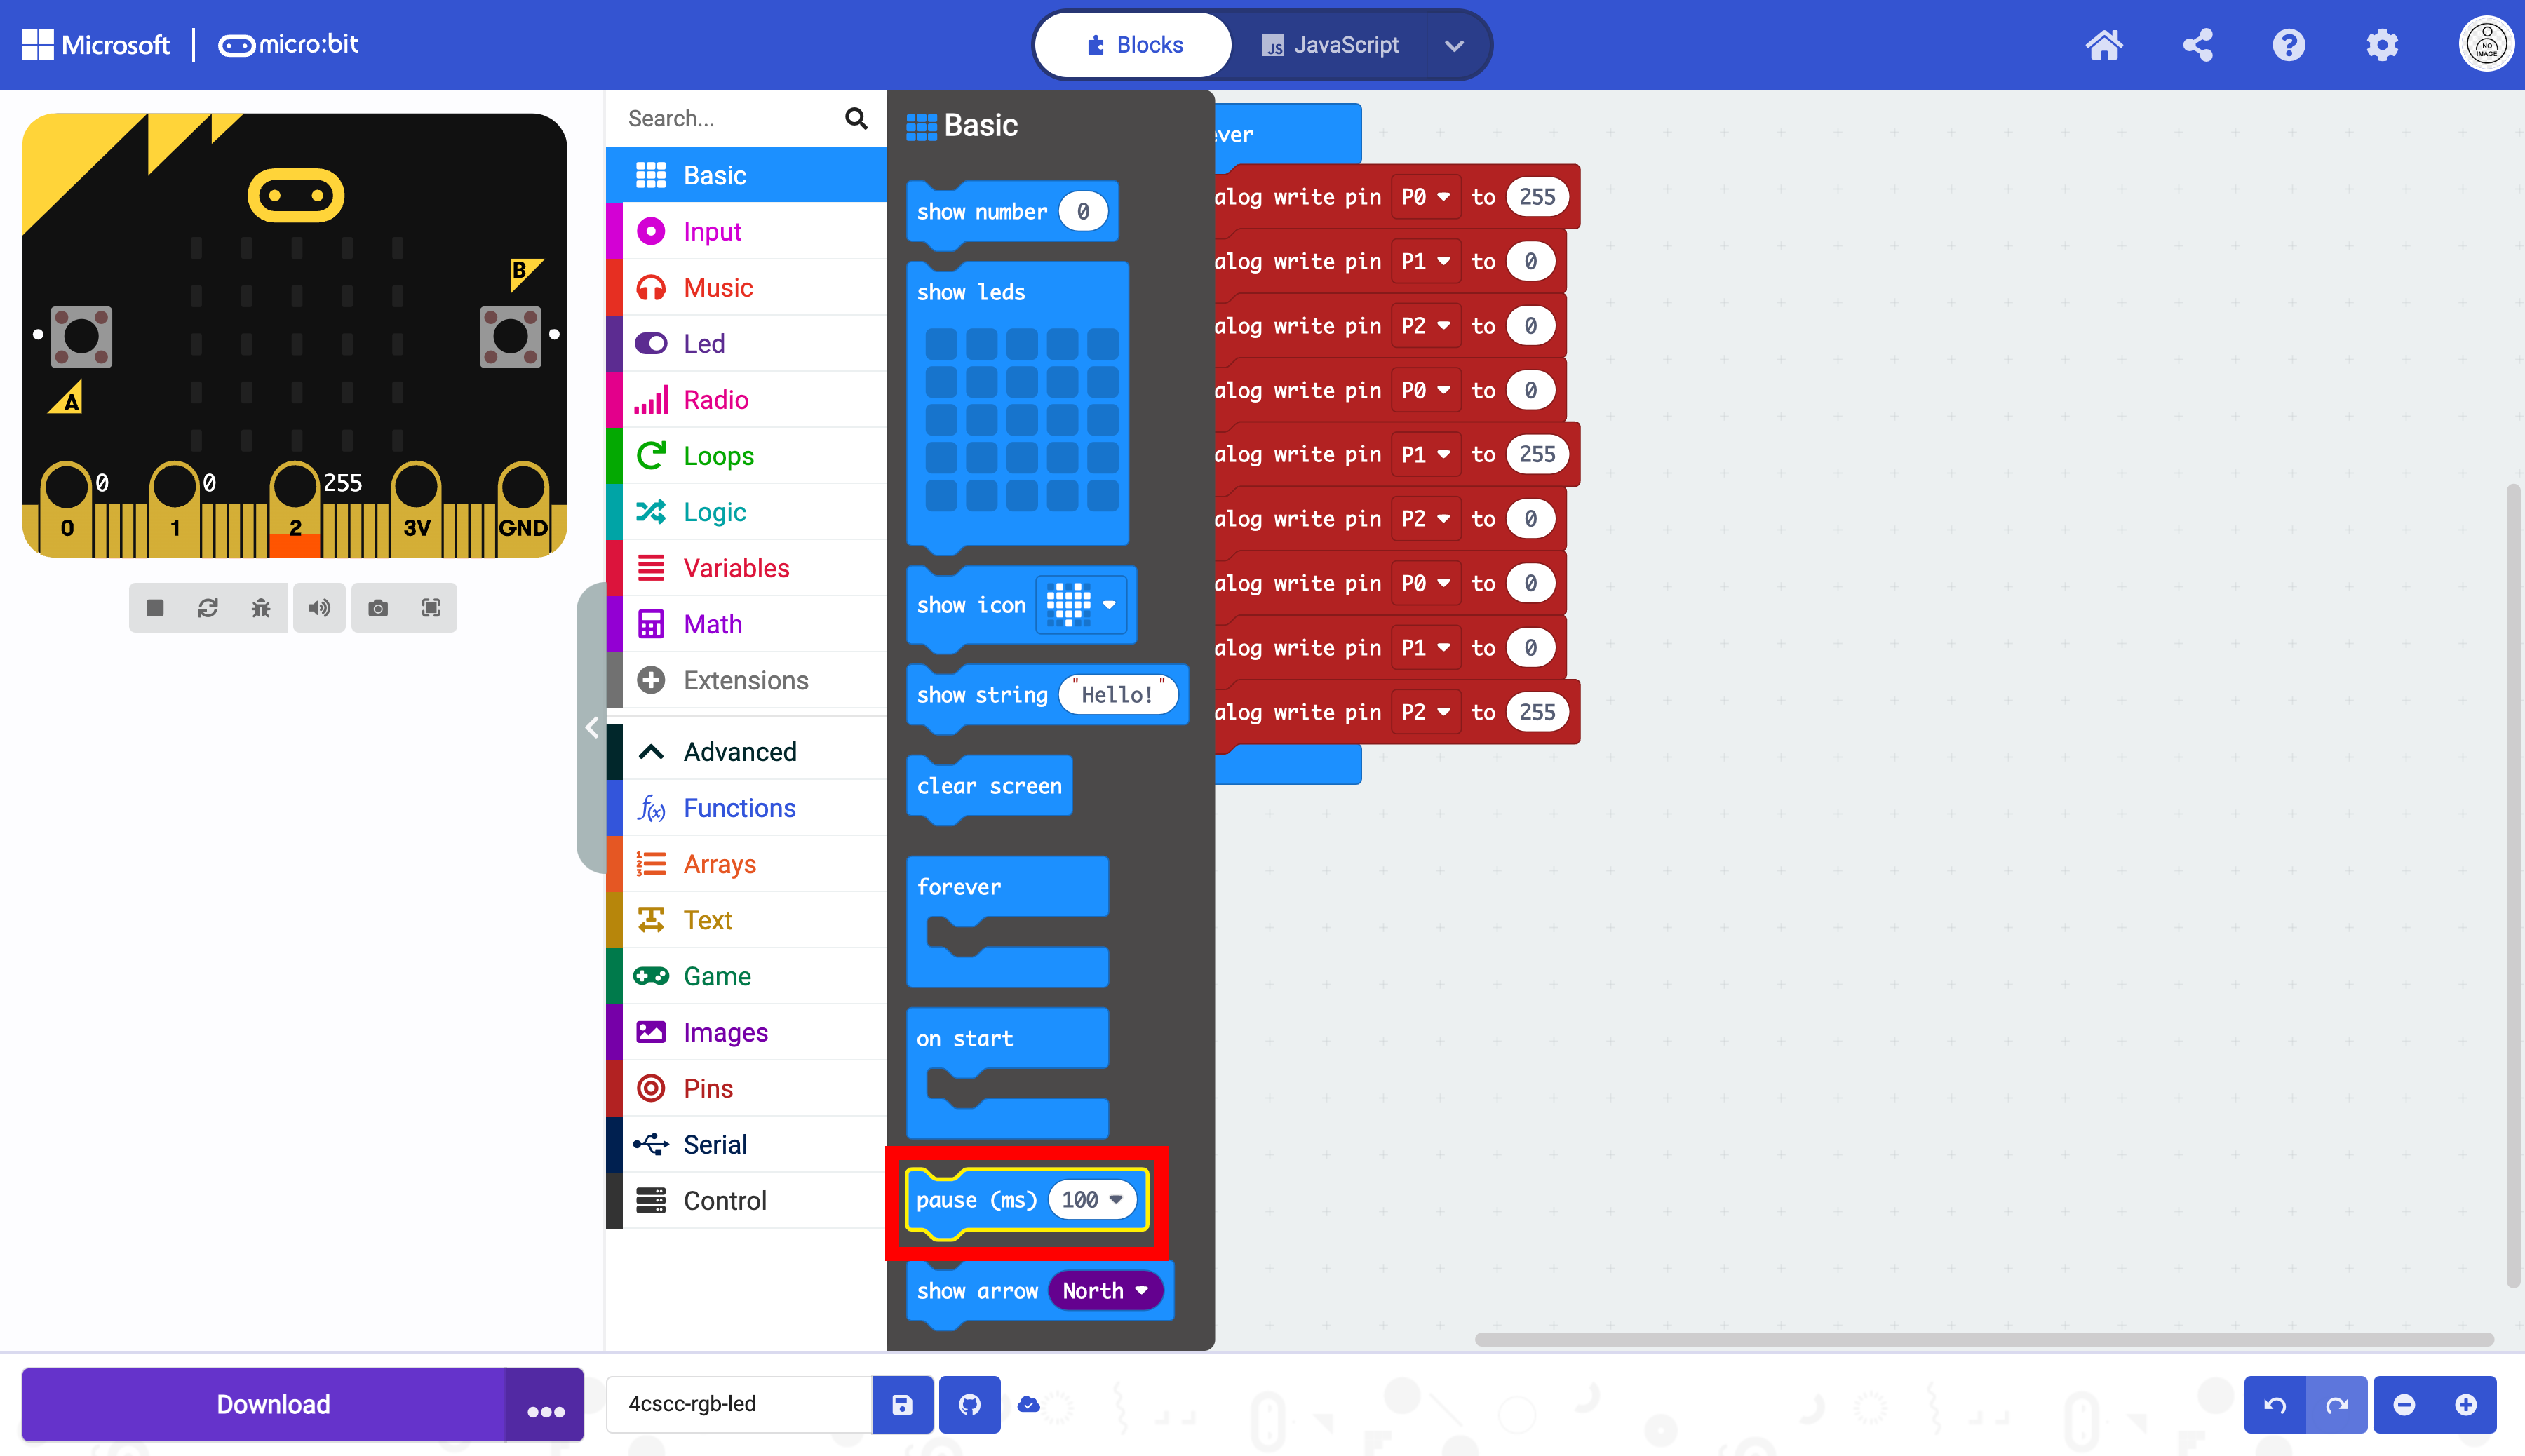 Microsoft micro:bit
Blocks
JavaScript
NO IMAGE
B
A
0
0
255
0
1
2
3V
GND
Search...
Basic
Input
Music
Led
Radio
Loops
Logic
Variables
Math
Extensions
Advanced
Functions
Arrays
Text
Game
Images
Pins
Serial
Control
Basic
show number 0
show leds
show icon
show string "Hello!"
clear screen
forever
on start
pause (ms) 100
show arrow North
ever
alog write pin P0 to 255
alog write pin P1 to 0
alog write pin P2 to 0
alog write pin P0 to 0
alog write pin P1 to 255
alog write pin P2 to 0
alog write pin P0 to 0
alog write pin P1 to 0
alog write pin P2 to 255
Download
4cscc-rgb-led